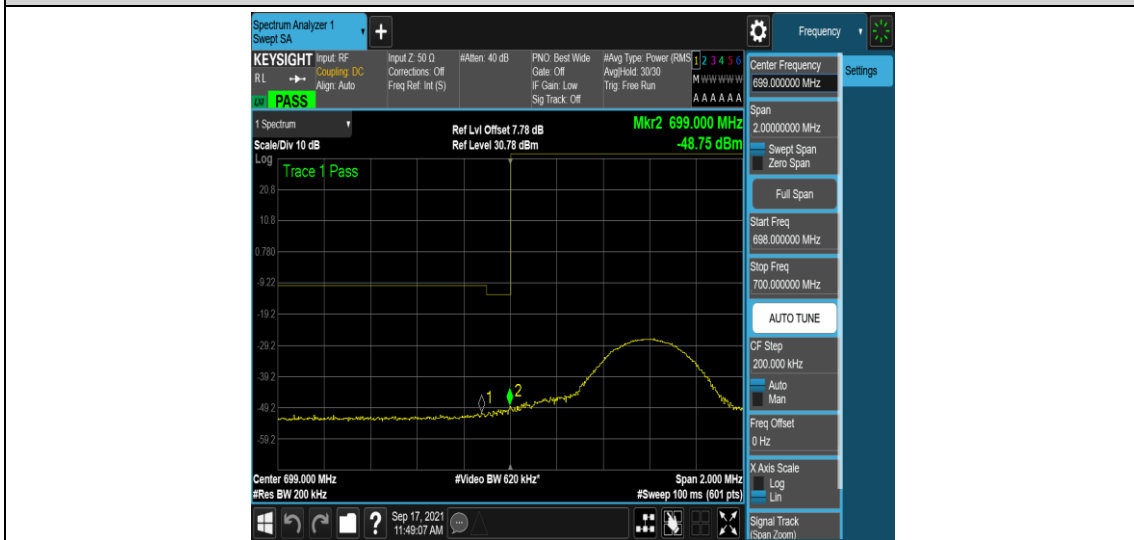 Spectrum Analyzer 1
Swept SA
+
Frequency
KEYSIGHT
RL
PASS
Input: RF
Coupling: DC
Align: Auto
Input Z: 50 Ω
Corrections: Off
Freq Ref: Int (S)
#Atten: 40 dB
PNO: Best Wide
Gate: Off
IF Gain: Low
Sig Track: Off
#Avg Type: Power (RMS
Avg|Hold: 30/30
Trig: Free Run
1 2 3 4 5 6
M W W W W W
A A A A A A
1 Spectrum
Scale/Div 10 dB
Ref Lvl Offset 7.78 dB
Ref Level 30.78 dBm
Mkr2 699.000 MHz
-48.75 dBm
Log
Trace 1 Pass
20.8
10.8
0.780
-9.22
-19.2
-29.2
-39.2
-49.2
-59.2
1
2
Center 699.000 MHz
#Res BW 200 kHz
#Video BW 620 kHz*
Span 2.000 MHz
#Sweep 100 ms (601 pts)
?
Sep 17, 2021
11:49:07 AM
Center Frequency
699.000000 MHz
Settings
Span
2.00000000 MHz
Swept Span
Zero Span
Full Span
Start Freq
698.000000 MHz
Stop Freq
700.000000 MHz
AUTO TUNE
CF Step
200.000 kHz
Auto
Man
Freq Offset
0 Hz
X Axis Scale
Log
Lin
Signal Track
(Span Zoom)